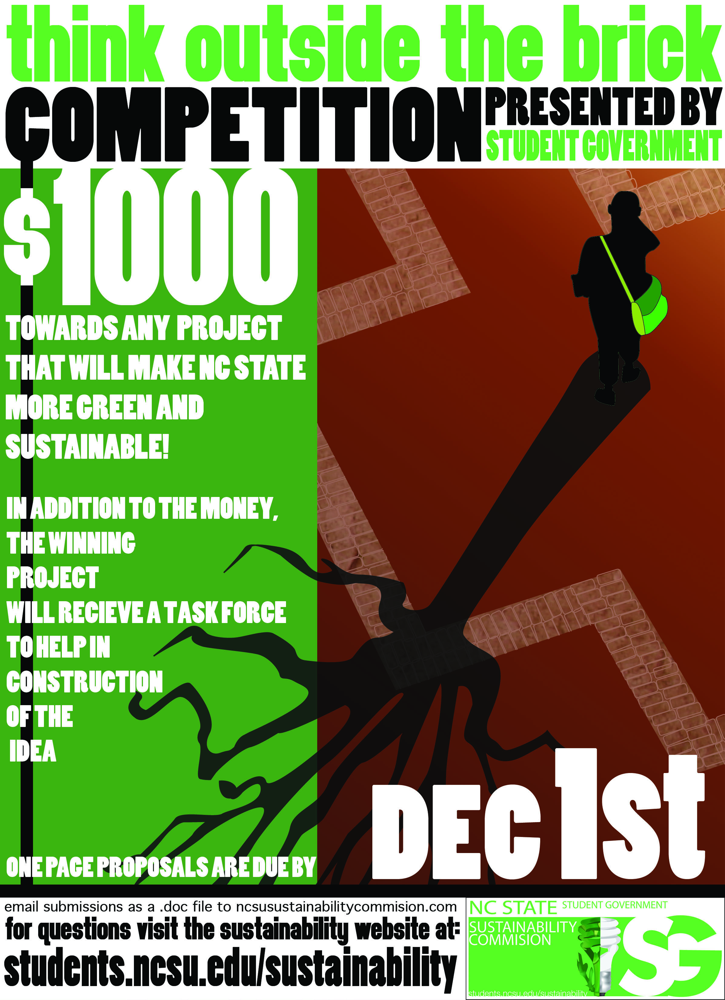 think outside the brick
COMPETITION
PRESENTED BY
STUDENT GOVERNMENT
$1000
TOWARDS ANY PROJECT
THAT WILL MAKE NC STATE
MORE GREEN AND
SUSTAINABLE!
IN ADDITION TO THE MONEY,
THE WINNING
PROJECT
WILL RECIEVE A TASK FORCE
TO HELP IN
CONSTRUCTION
OF THE
IDEA
ONE PAGE PROPOSALS ARE DUE BY
DEC 1st
email submissions as a .doc file to ncsusustainabilitycommision.com
for questions visit the sustainability website at:
students.ncsu.edu/sustainability
NC STATE STUDENT GOVERNMENT
SUSTAINABILITY
COMMISION
SG
students.ncsu.edu/sustainability